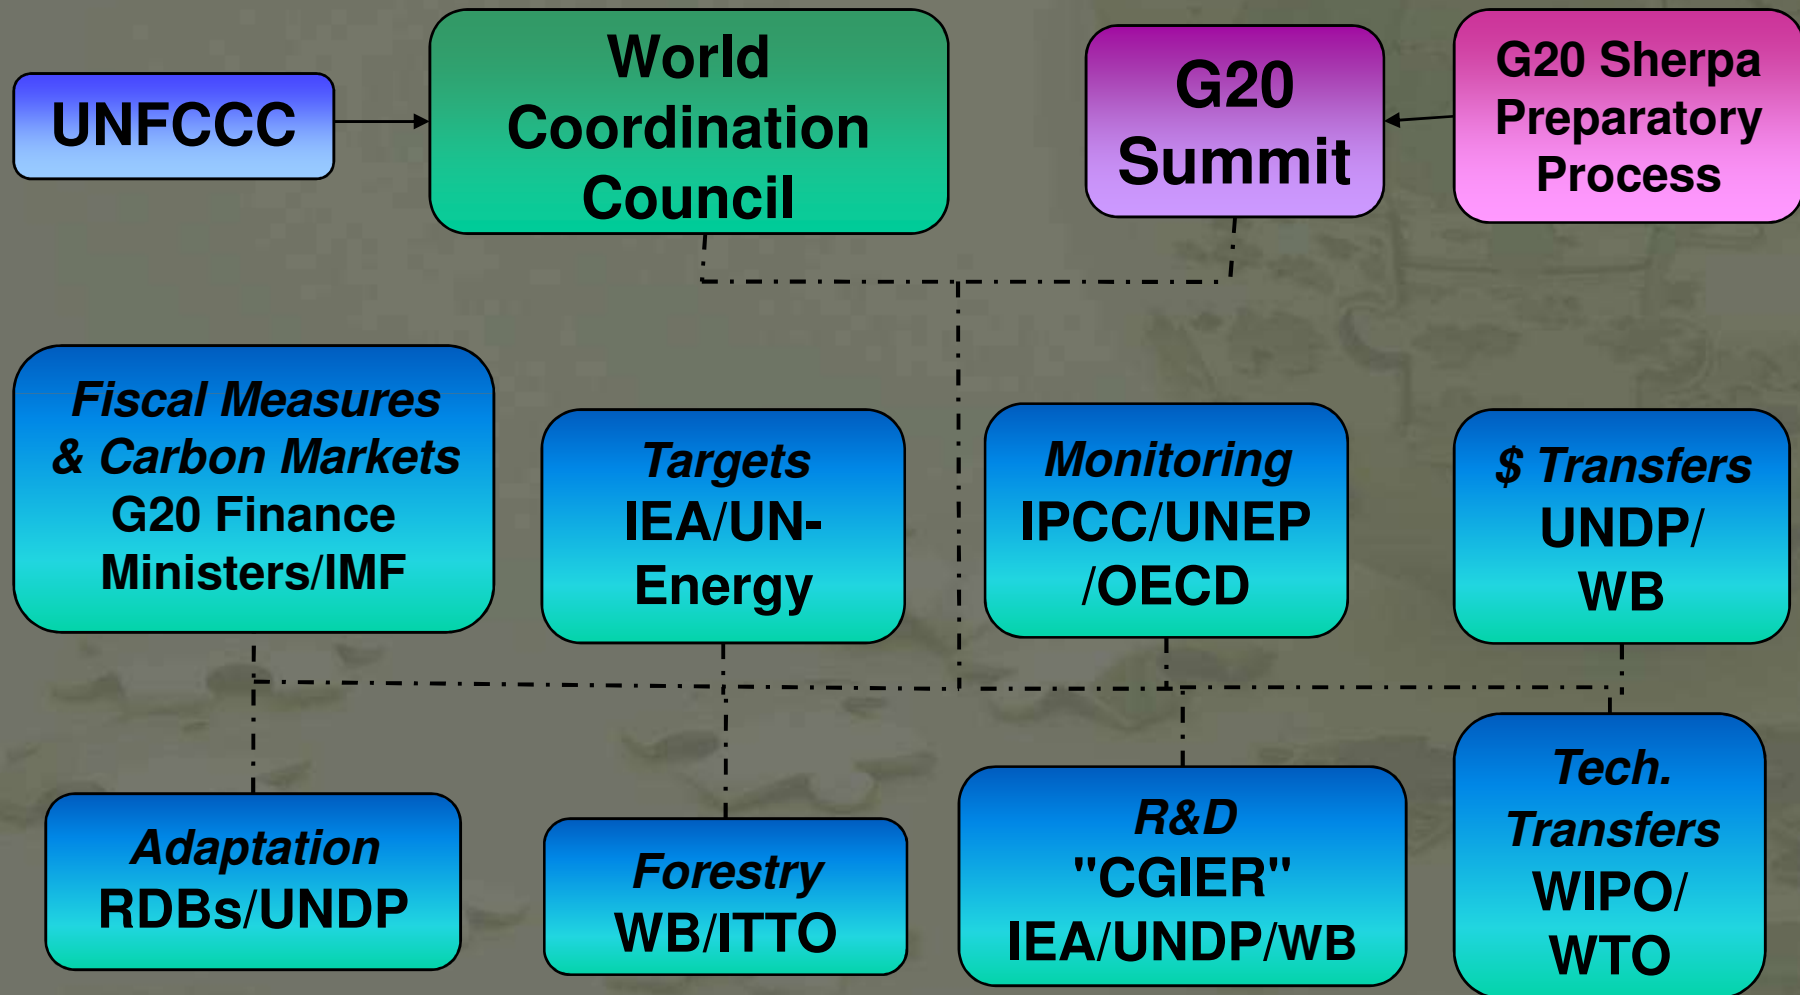 UNFCCC
World
Coordination
Council
G20
Summit
G20 Sherpa
Preparatory
Process
Fiscal Measures
& Carbon Markets
G20 Finance
Ministers/IMF
Targets
IEA/UN-
Energy
Monitoring
IPCC/UNEP
/OECD
$ Transfers
UNDP/
WB
Adaptation
RDBs/UNDP
Forestry
WB/ITTO
R&D
"CGIER"
IEA/UNDP/WB
Tech.
Transfers
WIPO/
WTO